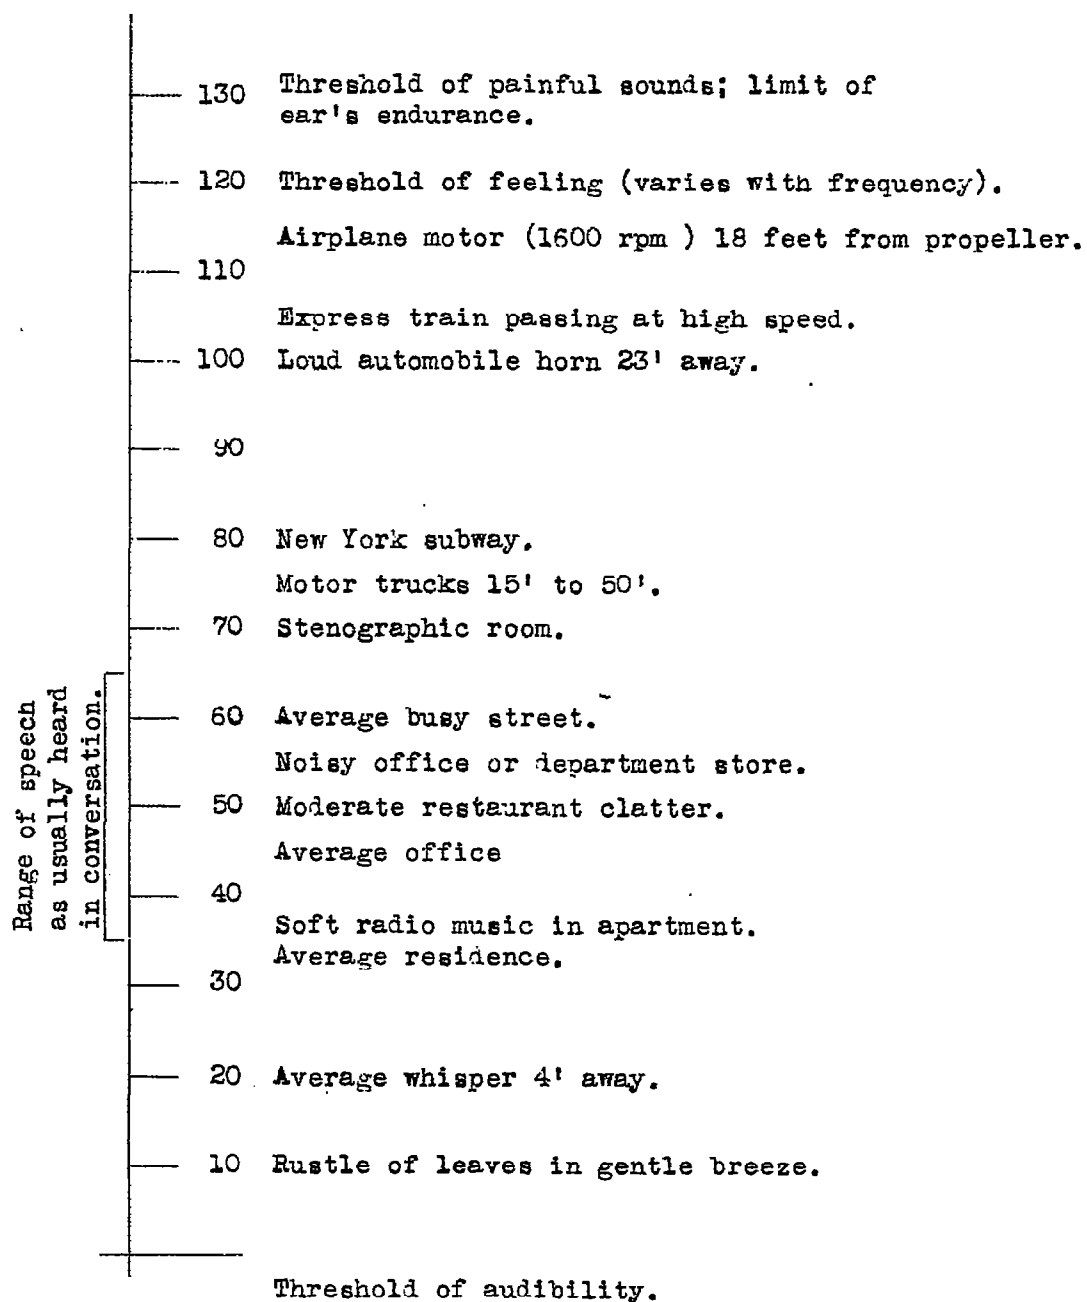 130 Threshold of painful sounds; limit of
ear's endurance.
120 Threshold of feeling (varies with frequency).
Airplane motor (1600 rpm ) 18 feet from propeller.
110
Express train passing at high speed.
100 Loud automobile horn 23' away.
90
80 New York subway.
Motor trucks 15' to 50'.
70 Stenographic room.
Range of speech
as usually heard
in conversation.
60 Average busy street.
Noisy office or department store.
50 Moderate restaurant clatter.
Average office
40
Soft radio music in apartment.
Average residence.
30
20 Average whisper 4' away.
10 Rustle of leaves in gentle breeze.
Threshold of audibility.